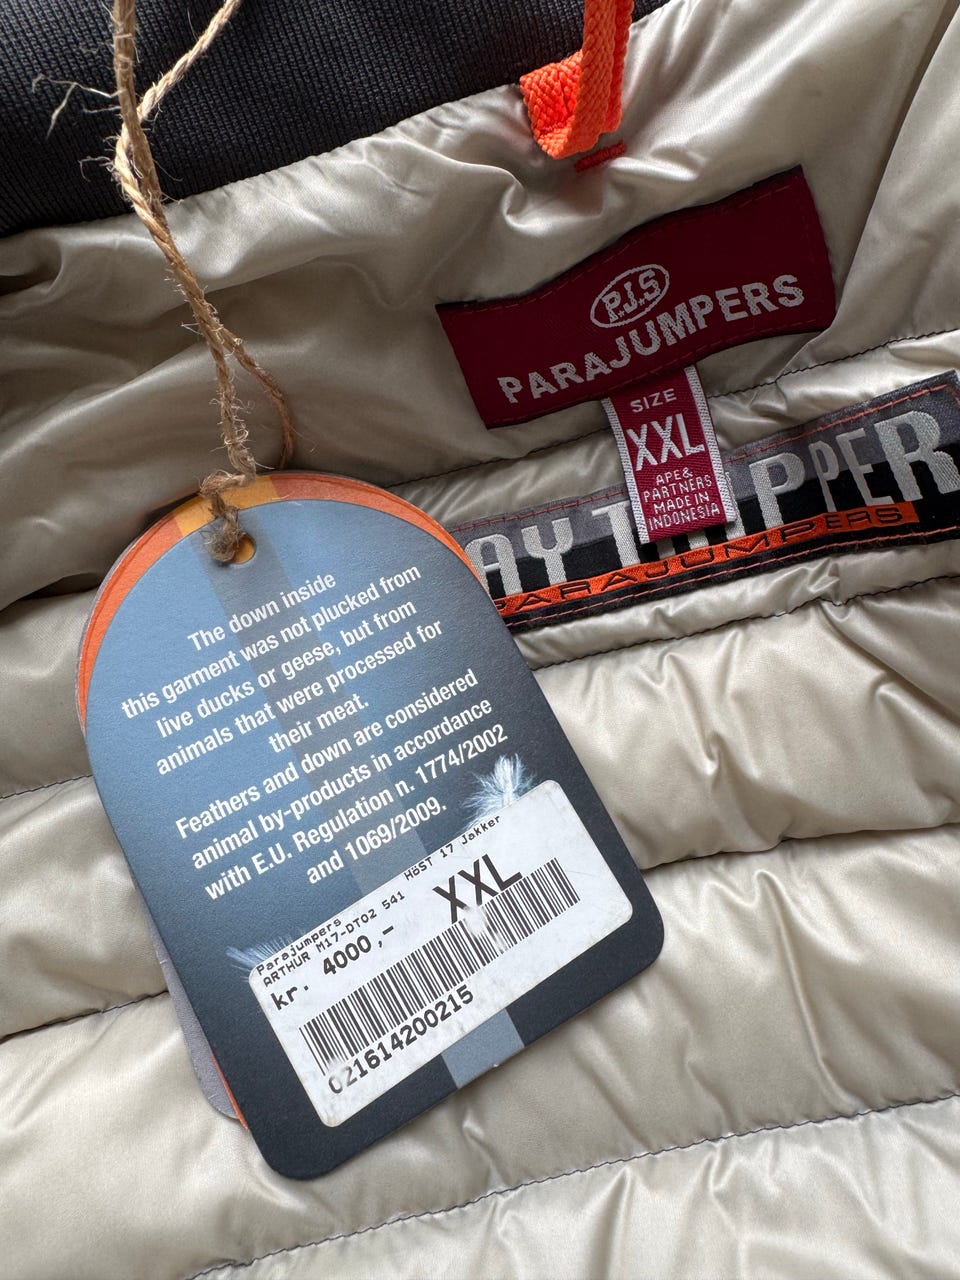 P.J.S
PARAJUMPERS
SIZE
XXL
APE&
PARTNERS
MADE IN
INDONESIA
PARAJUMPERS
The down inside
this garment was not plucked from
live ducks or geese, but from
animals that were processed for
their meat.
Feathers and down are considered
animal by-products in accordance
with E.U. Regulation n. 1774/2002
and 1069/2009.
Parajumpers HöST 17 Jakker
ARTHUR M17-DT02 541
kr. 4000,- XXL
021614200215